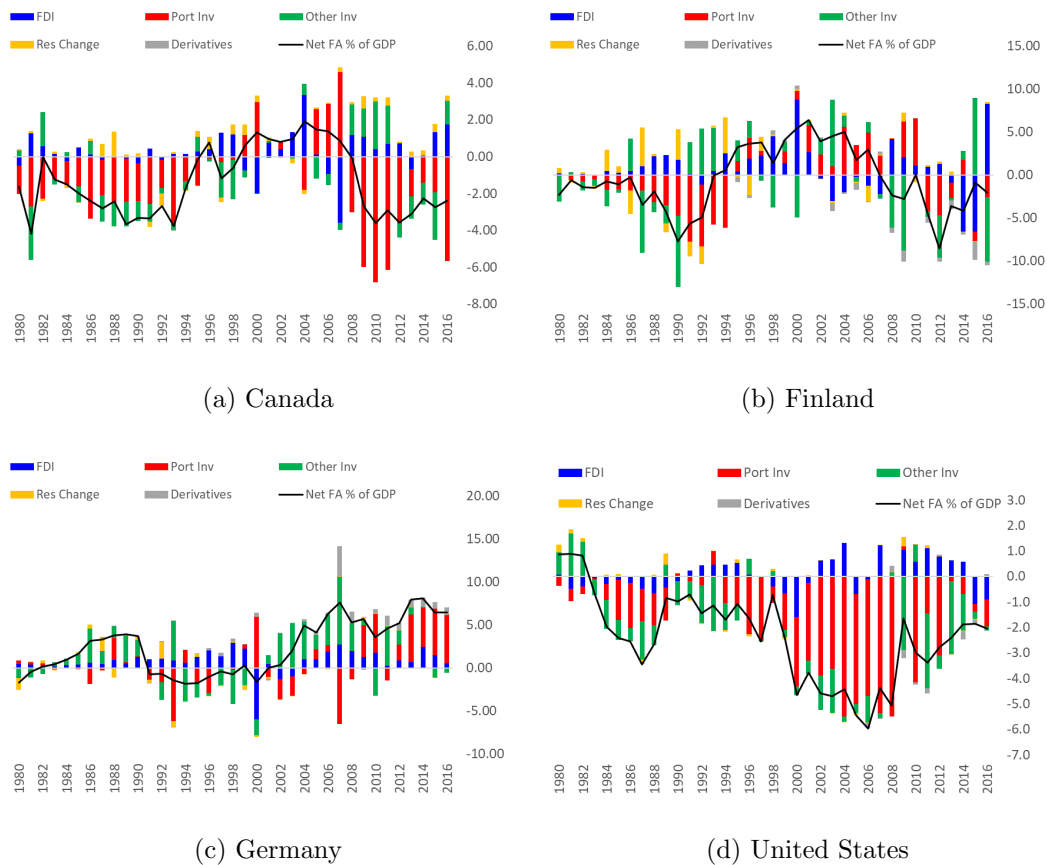 FDI Port Inv Other Inv
Res Change Derivatives Net FA % of GDP
6.00
4.00
2.00
0.00
-2.00
-4.00
-6.00
-8.00
1980 1982 1984 1986 1988 1990 1992 1994 1996 1998 2000 2002 2004 2006 2008 2010 2012 2014 2016
(a) Canada
FDI Port Inv Other Inv
Res Change Derivatives Net FA % of GDP
15.00
10.00
5.00
0.00
-5.00
-10.00
-15.00
1980 1982 1984 1986 1988 1990 1992 1994 1996 1998 2000 2002 2004 2006 2008 2010 2012 2014 2016
(b) Finland
FDI Port Inv Other Inv
Res Change Derivatives Net FA % of GDP
20.00
15.00
10.00
5.00
0.00
-5.00
-10.00
1980 1982 1984 1986 1988 1990 1992 1994 1996 1998 2000 2002 2004 2006 2008 2010 2012 2014 2016
(c) Germany
FDI Port Inv Other Inv
Res Change Derivatives Net FA % of GDP
3.0
2.0
1.0
0.0
-1.0
-2.0
-3.0
-4.0
-5.0
-6.0
-7.0
1980 1982 1984 1986 1988 1990 1992 1994 1996 1998 2000 2002 2004 2006 2008 2010 2012 2014 2016
(d) United States